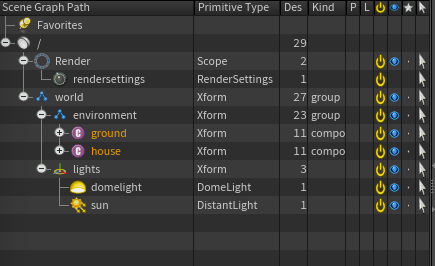 Scene Graph Path Primitive Type Des Kind P L
Favorites
/ 29
Render Scope 2
rendersettings RenderSettings 1
world Xform 27 group
environment Xform 23 group
ground Xform 11 compo
house Xform 11 compo
lights Xform 3
domelight DomeLight 1
sun DistantLight 1